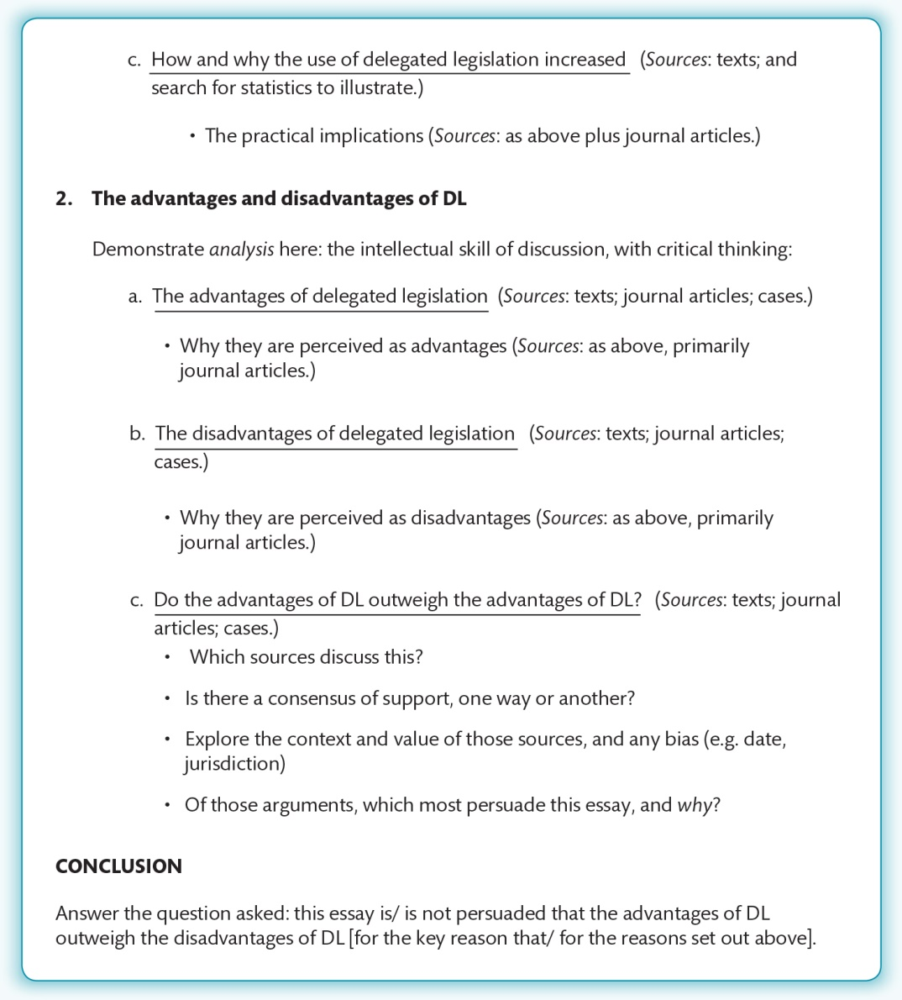 c. How and why the use of delegated legislation increased (Sources: texts; and
search for statistics to illustrate.)
• The practical implications (Sources: as above plus journal articles.)
2. The advantages and disadvantages of DL
Demonstrate analysis here: the intellectual skill of discussion, with critical thinking:
a. The advantages of delegated legislation (Sources: texts; journal articles; cases.)
• Why they are perceived as advantages (Sources: as above, primarily
journal articles.)
b. The disadvantages of delegated legislation (Sources: texts; journal articles;
cases.)
• Why they are perceived as disadvantages (Sources: as above, primarily
journal articles.)
c. Do the advantages of DL outweigh the advantages of DL? (Sources: texts; journal
articles; cases.)
• Which sources discuss this?
• Is there a consensus of support, one way or another?
• Explore the context and value of those sources, and any bias (e.g. date,
jurisdiction)
• Of those arguments, which most persuade this essay, and why?
CONCLUSION
Answer the question asked: this essay is/ is not persuaded that the advantages of DL
outweigh the disadvantages of DL [for the key reason that/ for the reasons set out above].